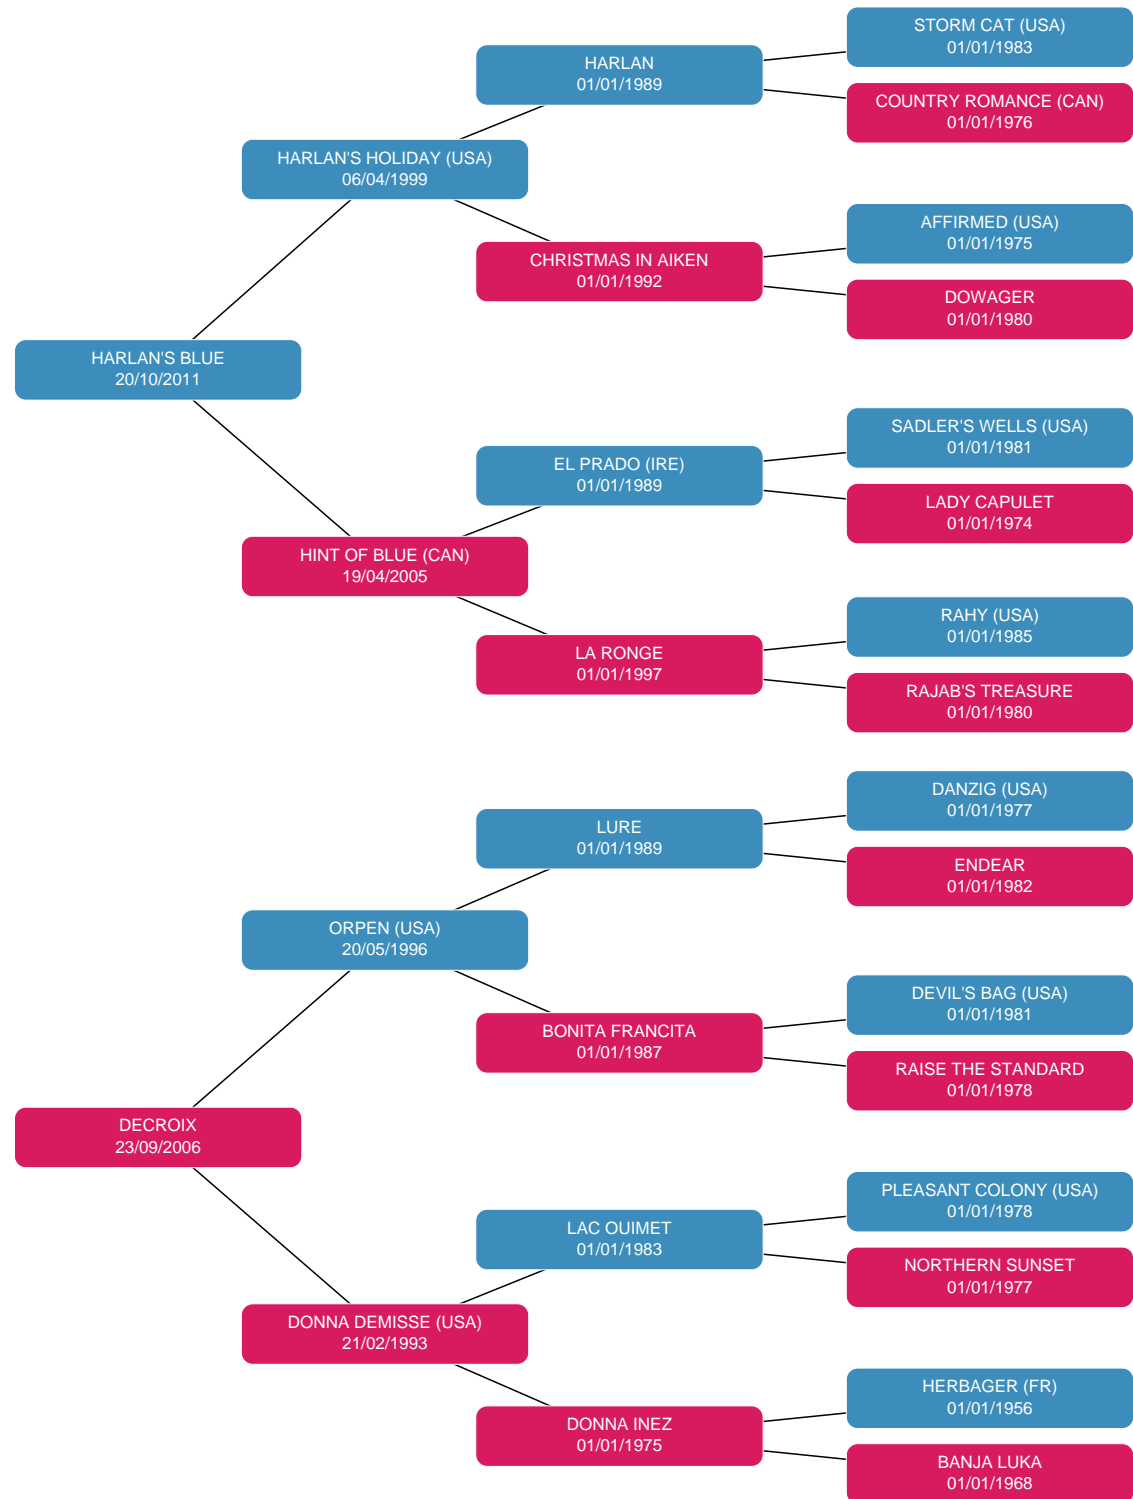 STORM CAT (USA)
01/01/1983
HARLAN
01/01/1989
COUNTRY ROMANCE (CAN)
01/01/1976
HARLAN'S HOLIDAY (USA)
06/04/1999
AFFIRMED (USA)
01/01/1975
CHRISTMAS IN AIKEN
01/01/1992
DOWAGER
01/01/1980
HARLAN'S BLUE
20/10/2011
SADLER'S WELLS (USA)
01/01/1981
EL PRADO (IRE)
01/01/1989
LADY CAPULET
01/01/1974
HINT OF BLUE (CAN)
19/04/2005
RAHY (USA)
01/01/1985
LA RONGE
01/01/1997
RAJAB'S TREASURE
01/01/1980
DANZIG (USA)
01/01/1977
LURE
01/01/1989
ENDEAR
01/01/1982
ORPEN (USA)
20/05/1996
DEVIL'S BAG (USA)
01/01/1981
BONITA FRANCITA
01/01/1987
RAISE THE STANDARD
01/01/1978
DECROIX
23/09/2006
PLEASANT COLONY (USA)
01/01/1978
LAC OUIMET
01/01/1983
NORTHERN SUNSET
01/01/1977
DONNA DEMISSE (USA)
21/02/1993
HERBAGER (FR)
01/01/1956
DONNA INEZ
01/01/1975
BANJA LUKA
01/01/1968